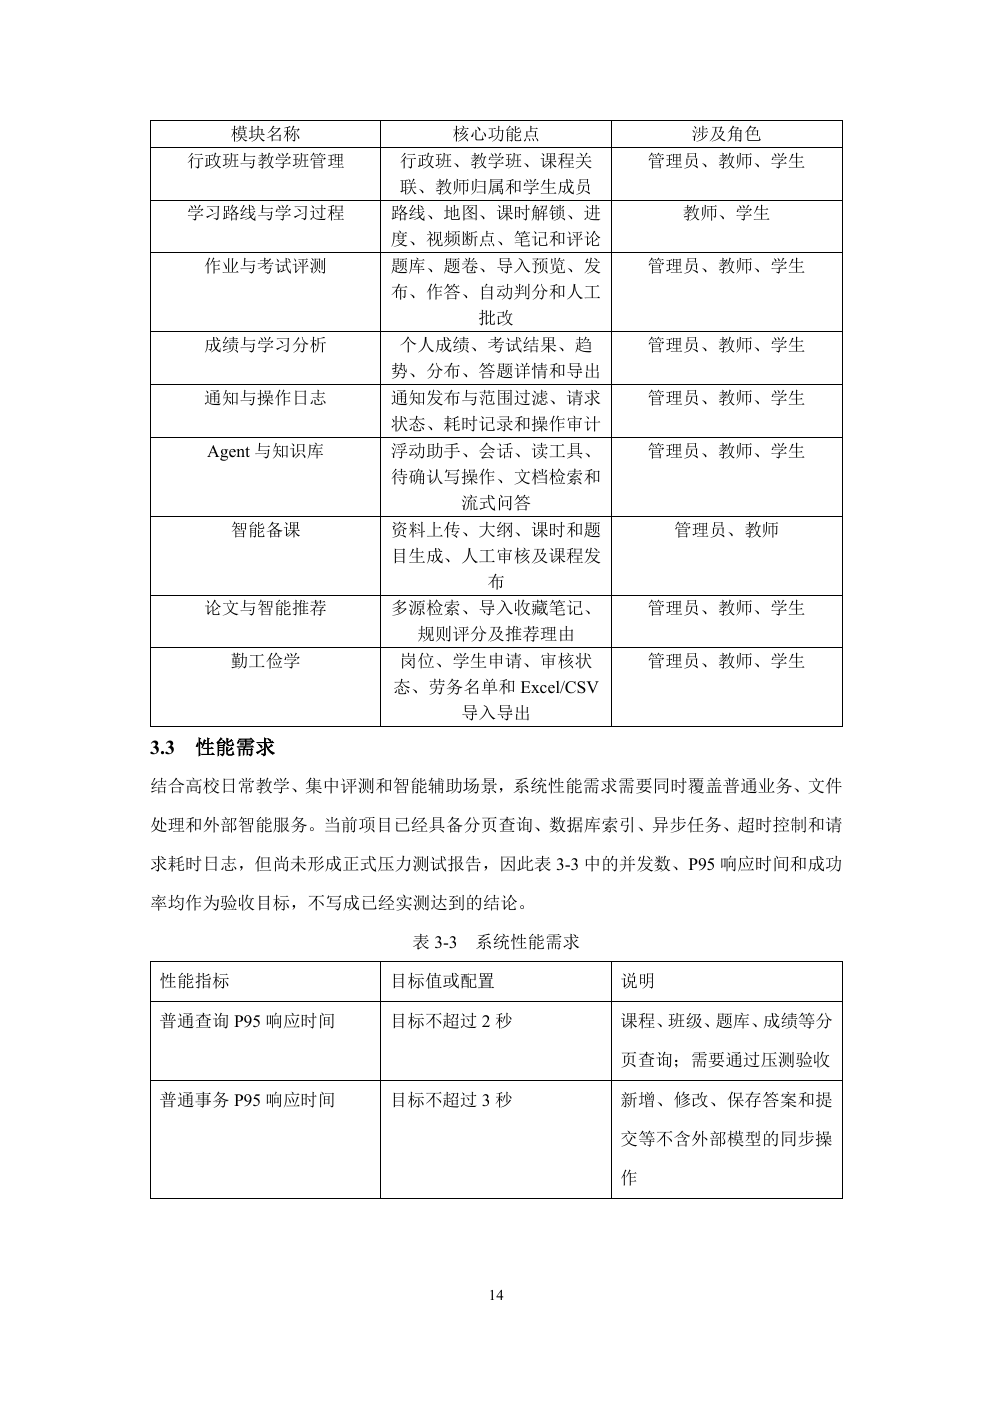 模块名称 核心功能点 涉及角色
行政班与教学班管理 行政班、教学班、课程关 管理员、教师、学生
联、教师归属和学生成员
学习路线与学习过程 路线、地图、课时解锁、进 教师、学生
度、视频断点、笔记和评论
作业与考试评测 题库、题卷、导入预览、发 管理员、教师、学生
布、作答、自动判分和人工
批改
成绩与学习分析 个人成绩、考试结果、趋 管理员、教师、学生
势、分布、答题详情和导出
通知与操作日志 通知发布与范围过滤、请求 管理员、教师、学生
状态、耗时记录和操作审计
Agent 与知识库 浮动助手、会话、读工具、 管理员、教师、学生
待确认写操作、文档检索和
流式问答
智能备课 资料上传、大纲、课时和题 管理员、教师
目生成、人工审核及课程发
布
论文与智能推荐 多源检索、导入收藏笔记、 管理员、教师、学生
规则评分及推荐理由
勤工俭学 岗位、学生申请、审核状 管理员、教师、学生
态、劳务名单和 Excel/CSV
导入导出
3.3 性能需求
结合高校日常教学、集中评测和智能辅助场景，系统性能需求需要同时覆盖普通业务、文件
处理和外部智能服务。当前项目已经具备分页查询、数据库索引、异步任务、超时控制和请
求耗时日志，但尚未形成正式压力测试报告，因此表 3-3 中的并发数、P95 响应时间和成功
率均作为验收目标，不写成已经实测达到的结论。
表 3-3 系统性能需求
性能指标 目标值或配置 说明
普通查询 P95 响应时间 目标不超过 2 秒 课程、班级、题库、成绩等分
页查询；需要通过压测验收
普通事务 P95 响应时间 目标不超过 3 秒 新增、修改、保存答案和提
交等不含外部模型的同步操
作
14